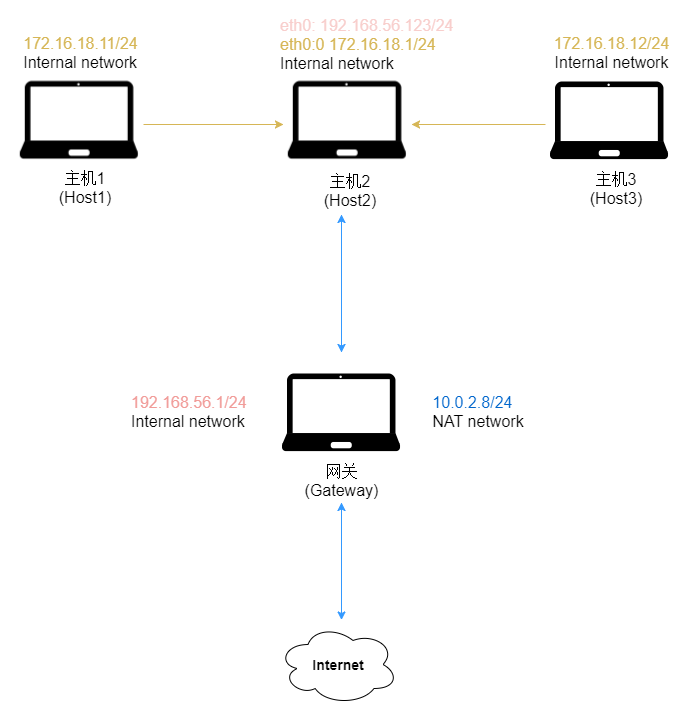 172.16.18.11/24
Internal network
eth0: 192.168.56.123/24
eth0:0 172.16.18.1/24
Internal network
172.16.18.12/24
Internal network
主机1
(Host1)
主机2
(Host2)
主机3
(Host3)
192.168.56.1/24
Internal network
10.0.2.8/24
NAT network
网关
(Gateway)
Internet